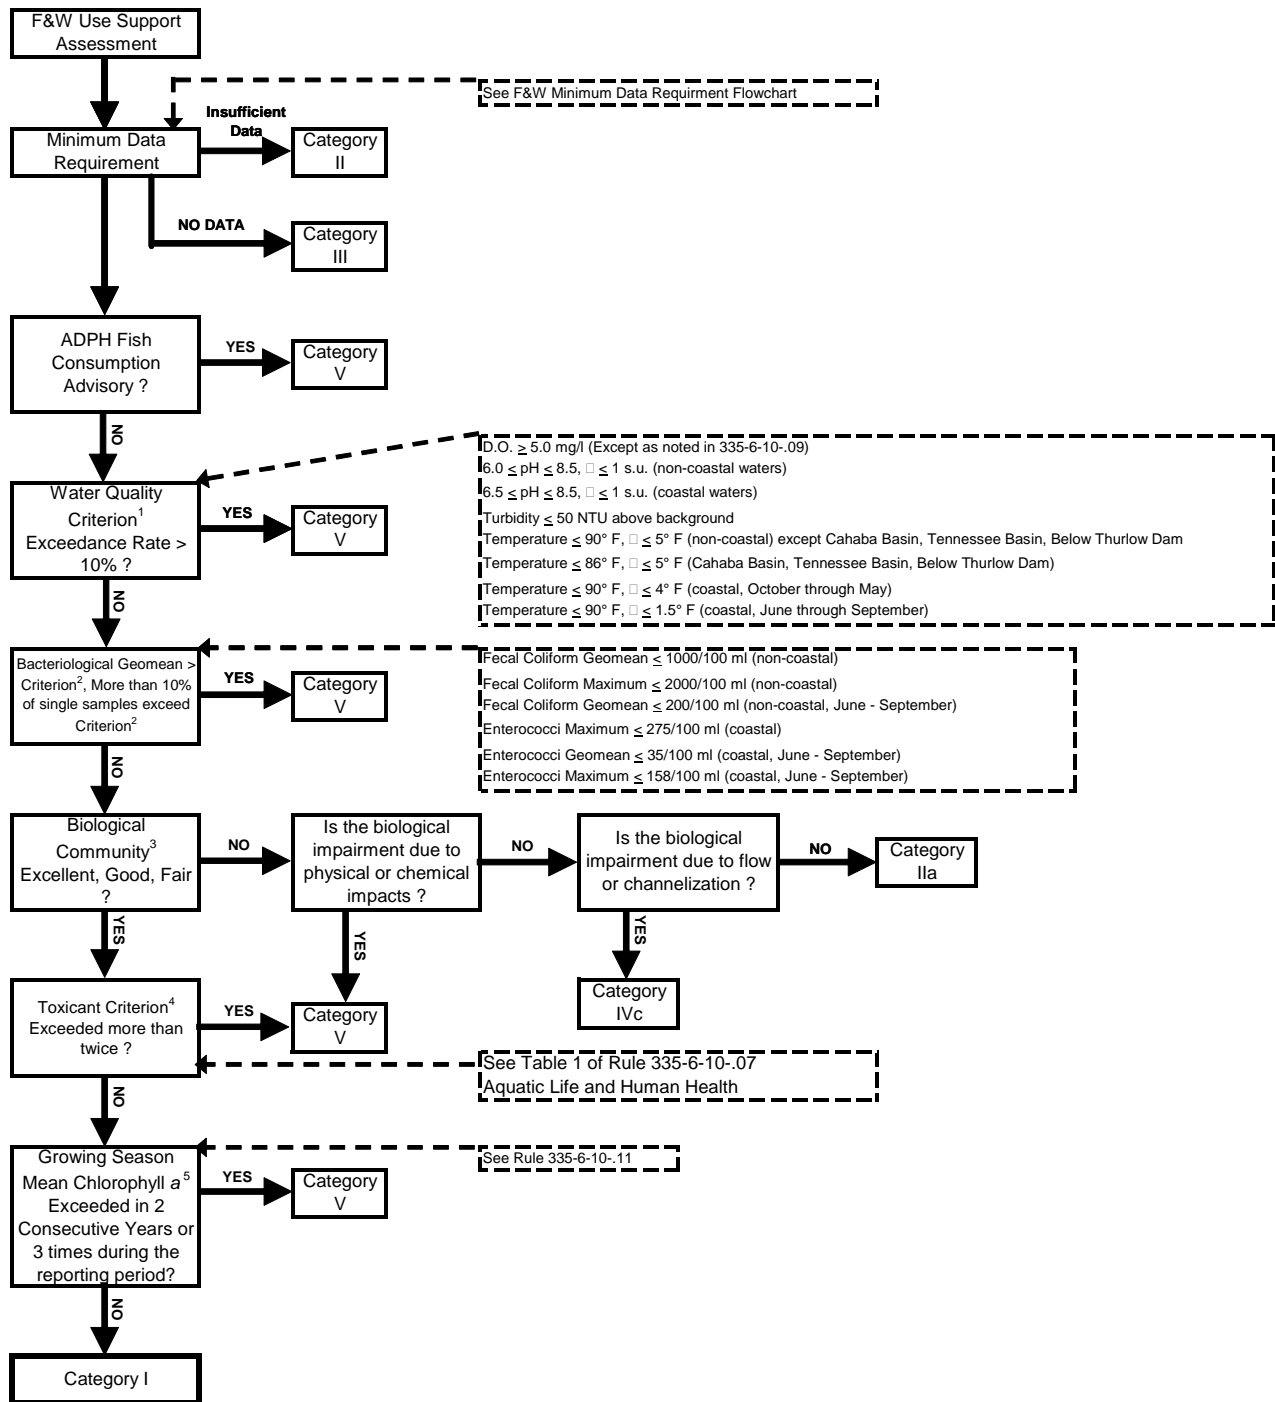 F&W Use Support
Assessment
See F&W Minimum Data Requirment Flowchart
Insufficient
Data
Minimum Data
Requirement
Category
II
NO DATA
Category
III
ADPH Fish
Consumption
Advisory ?
YES
Category
V
NO
D.O. ≥ 5.0 mg/l (Except as noted in 335-6-10-.09)
6.0 ≤ pH ≤ 8.5, □ ≤ 1 s.u. (non-coastal waters)
6.5 ≤ pH ≤ 8.5, □ ≤ 1 s.u. (coastal waters)
Turbidity ≤ 50 NTU above background
Temperature ≤ 90° F, □ ≤ 5° F (non-coastal) except Cahaba Basin, Tennessee Basin, Below Thurlow Dam
Temperature ≤ 86° F, □ ≤ 5° F (Cahaba Basin, Tennessee Basin, Below Thurlow Dam)
Temperature ≤ 90° F, □ ≤ 4° F (coastal, October through May)
Temperature ≤ 90° F, □ ≤ 1.5° F (coastal, June through September)
Water Quality
Criterion¹
Exceedance Rate >
10% ?
YES
Category
V
NO
Bacteriological Geomean >
Criterion², More than 10%
of single samples exceed
Criterion²
YES
Category
V
Fecal Coliform Geomean ≤ 1000/100 ml (non-coastal)
Fecal Coliform Maximum ≤ 2000/100 ml (non-coastal)
Fecal Coliform Geomean ≤ 200/100 ml (non-coastal, June - September)
Enterococci Maximum ≤ 275/100 ml (coastal)
Enterococci Geomean ≤ 35/100 ml (coastal, June - September)
Enterococci Maximum ≤ 158/100 ml (coastal, June - September)
NO
Biological
Community³
Excellent, Good, Fair
?
NO
Is the biological
impairment due to
physical or chemical
impacts ?
NO
Is the biological
impairment due to flow
or channelization ?
NO
Category
IIa
YES
YES
YES
Toxicant Criterion⁴
Exceeded more than
twice ?
YES
Category
V
Category
IVc
See Table 1 of Rule 335-6-10-.07
Aquatic Life and Human Health
NO
Growing Season
Mean Chlorophyll a⁵
Exceeded in 2
Consecutive Years or
3 times during the
reporting period?
YES
Category
V
See Rule 335-6-10-.11
NO
Category I